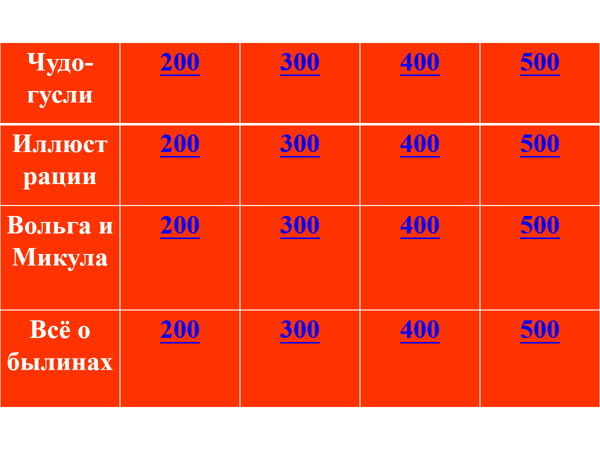 Чудо-
гусли
200 300 400 500
Иллюст
рации
200 300 400 500
Вольга и
Микула
200 300 400 500
Всё о
былинах
200 300 400 500